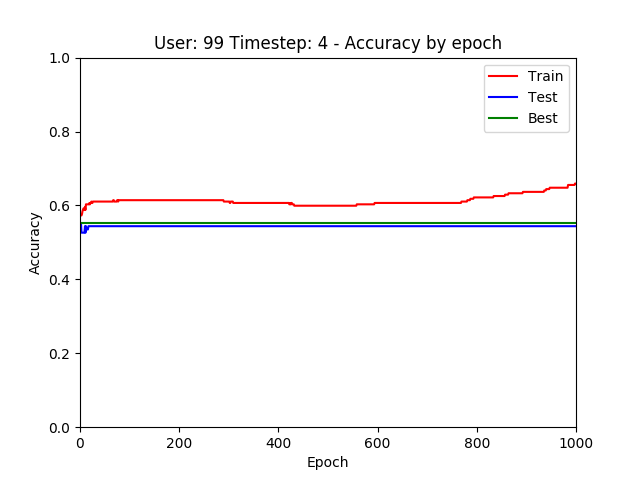 User: 99 Timestep: 4 - Accuracy by epoch
Train
Test
Best
1.0
0.8
0.6
0.4
0.2
0.0
Accuracy
0 200 400 600 800 1000
Epoch